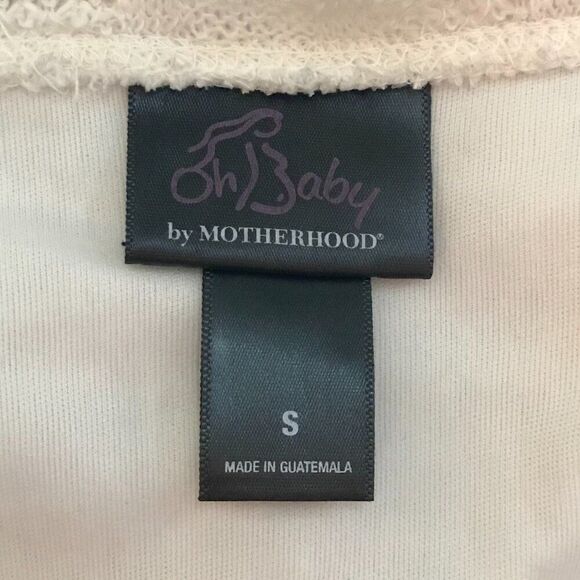 Oh Baby
by MOTHERHOOD®
S
MADE IN GUATEMALA